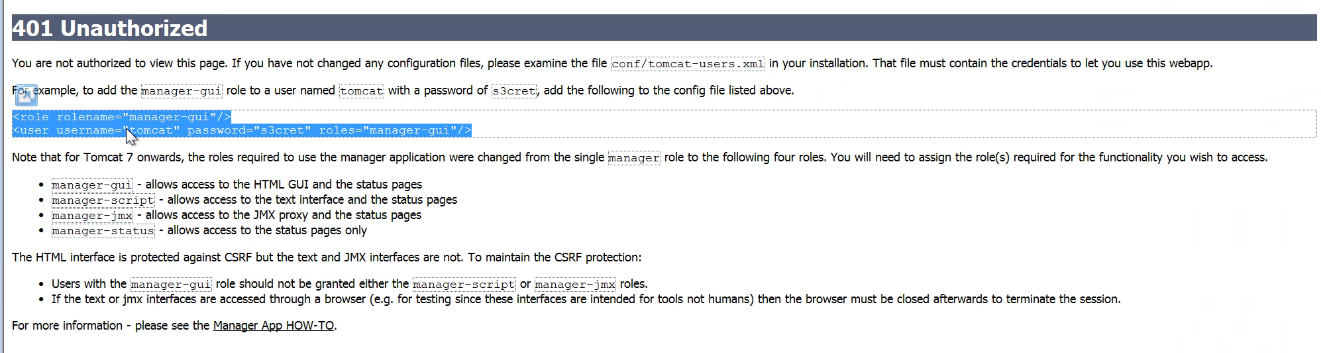 401 Unauthorized
You are not authorized to view this page. If you have not changed any configuration files, please examine the file conf/tomcat-users.xml in your installation. That file must contain the credentials to let you use this webapp.
For example, to add the manager-gui role to a user named tomcat with a password of s3cret, add the following to the config file listed above.
<role rolename="manager-gui"/>
<user username="tomcat" password="s3cret" roles="manager-gui"/>
Note that for Tomcat 7 onwards, the roles required to use the manager application were changed from the single manager role to the following four roles. You will need to assign the role(s) required for the functionality you wish to access.
• manager-gui - allows access to the HTML GUI and the status pages
• manager-script - allows access to the text interface and the status pages
• manager-jmx - allows access to the JMX proxy and the status pages
• manager-status - allows access to the status pages only
The HTML interface is protected against CSRF but the text and JMX interfaces are not. To maintain the CSRF protection:
• Users with the manager-gui role should not be granted either the manager-script or manager-jmx roles.
• If the text or jmx interfaces are accessed through a browser (e.g. for testing since these interfaces are intended for tools not humans) then the browser must be closed afterwards to terminate the session.
For more information - please see the Manager App HOW-TO.